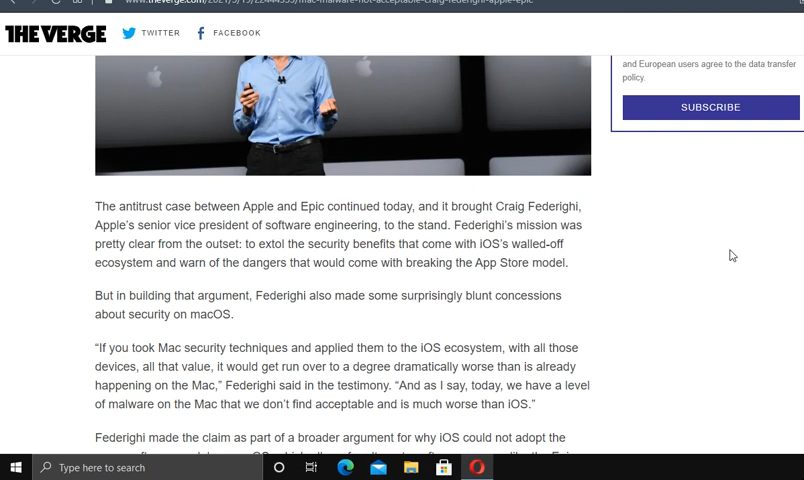 www.theverge.com/2021/5/19/22444353/mac-malware-not-acceptable-craig-federighi-apple-epic
THE VERGE
TWITTER
FACEBOOK
and European users agree to the data transfer
policy.
SUBSCRIBE
The antitrust case between Apple and Epic continued today, and it brought Craig Federighi,
Apple’s senior vice president of software engineering, to the stand. Federighi’s mission was
pretty clear from the outset: to extol the security benefits that come with iOS’s walled-off
ecosystem and warn of the dangers that would come with breaking the App Store model.
But in building that argument, Federighi also made some surprisingly blunt concessions
about security on macOS.
“If you took Mac security techniques and applied them to the iOS ecosystem, with all those
devices, all that value, it would get run over to a degree dramatically worse than is already
happening on the Mac,” Federighi said in the testimony. “And as I say, today, we have a level
of malware on the Mac that we don’t find acceptable and is much worse than iOS.”
Federighi made the claim as part of a broader argument for why iOS could not adopt the
Type here to search